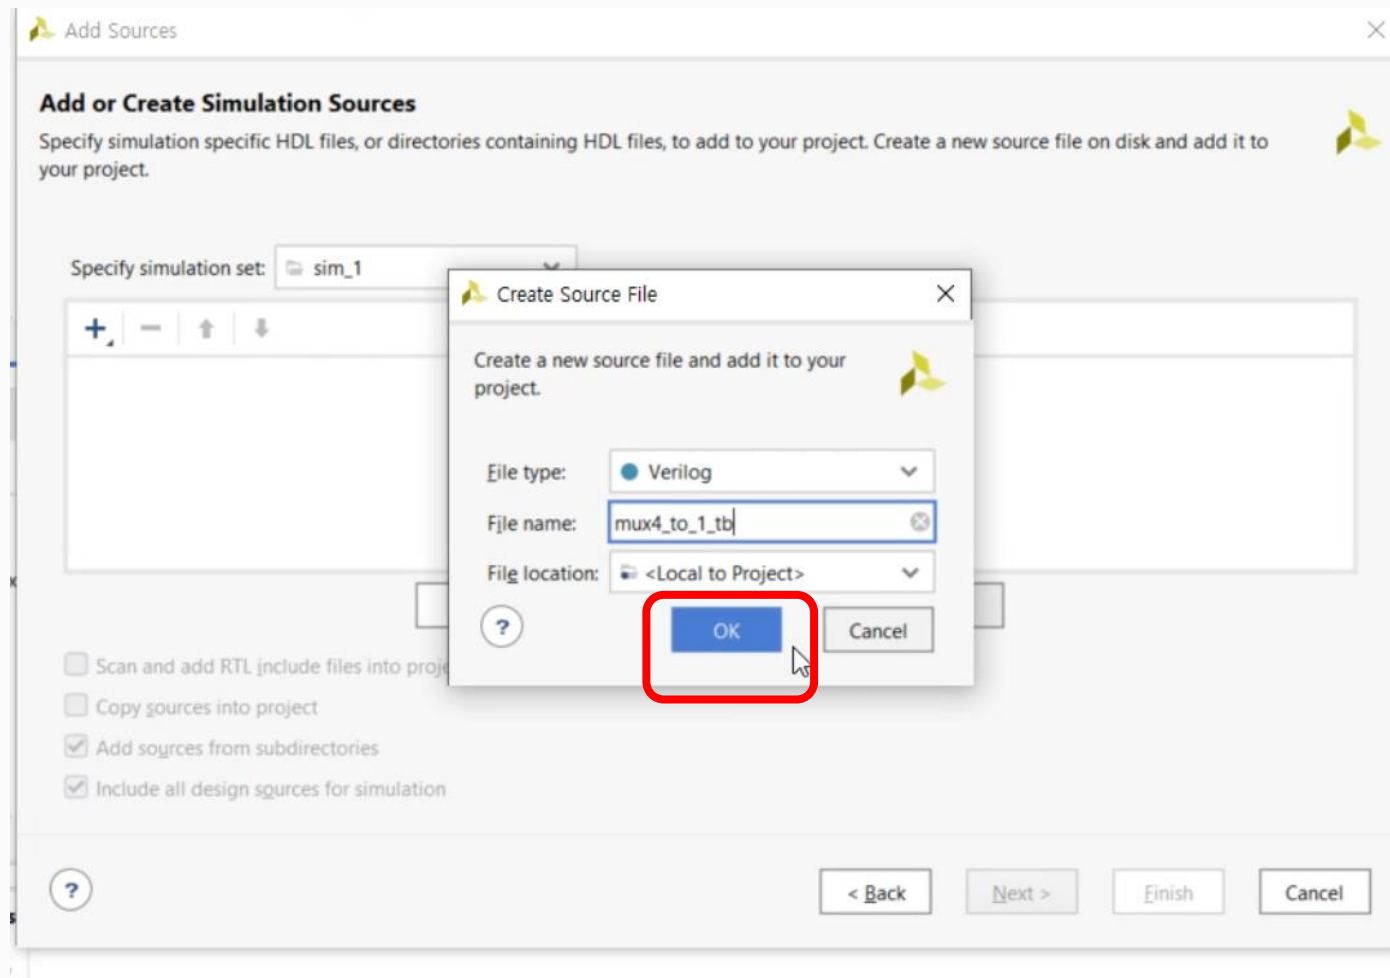 Add Sources
Add or Create Simulation Sources
Specify simulation specific HDL files, or directories containing HDL files, to add to your project. Create a new source file on disk and add it to
your project.
Specify simulation set: sim_1
Create Source File
Create a new source file and add it to your
project.
File type: Verilog
File name: mux4_to_1_tb
File location: <Local to Project>
? OK Cancel
Scan and add RTL include files into proje
Copy sources into project
Add sources from subdirectories
Include all design sources for simulation
? < Back Next > Finish Cancel